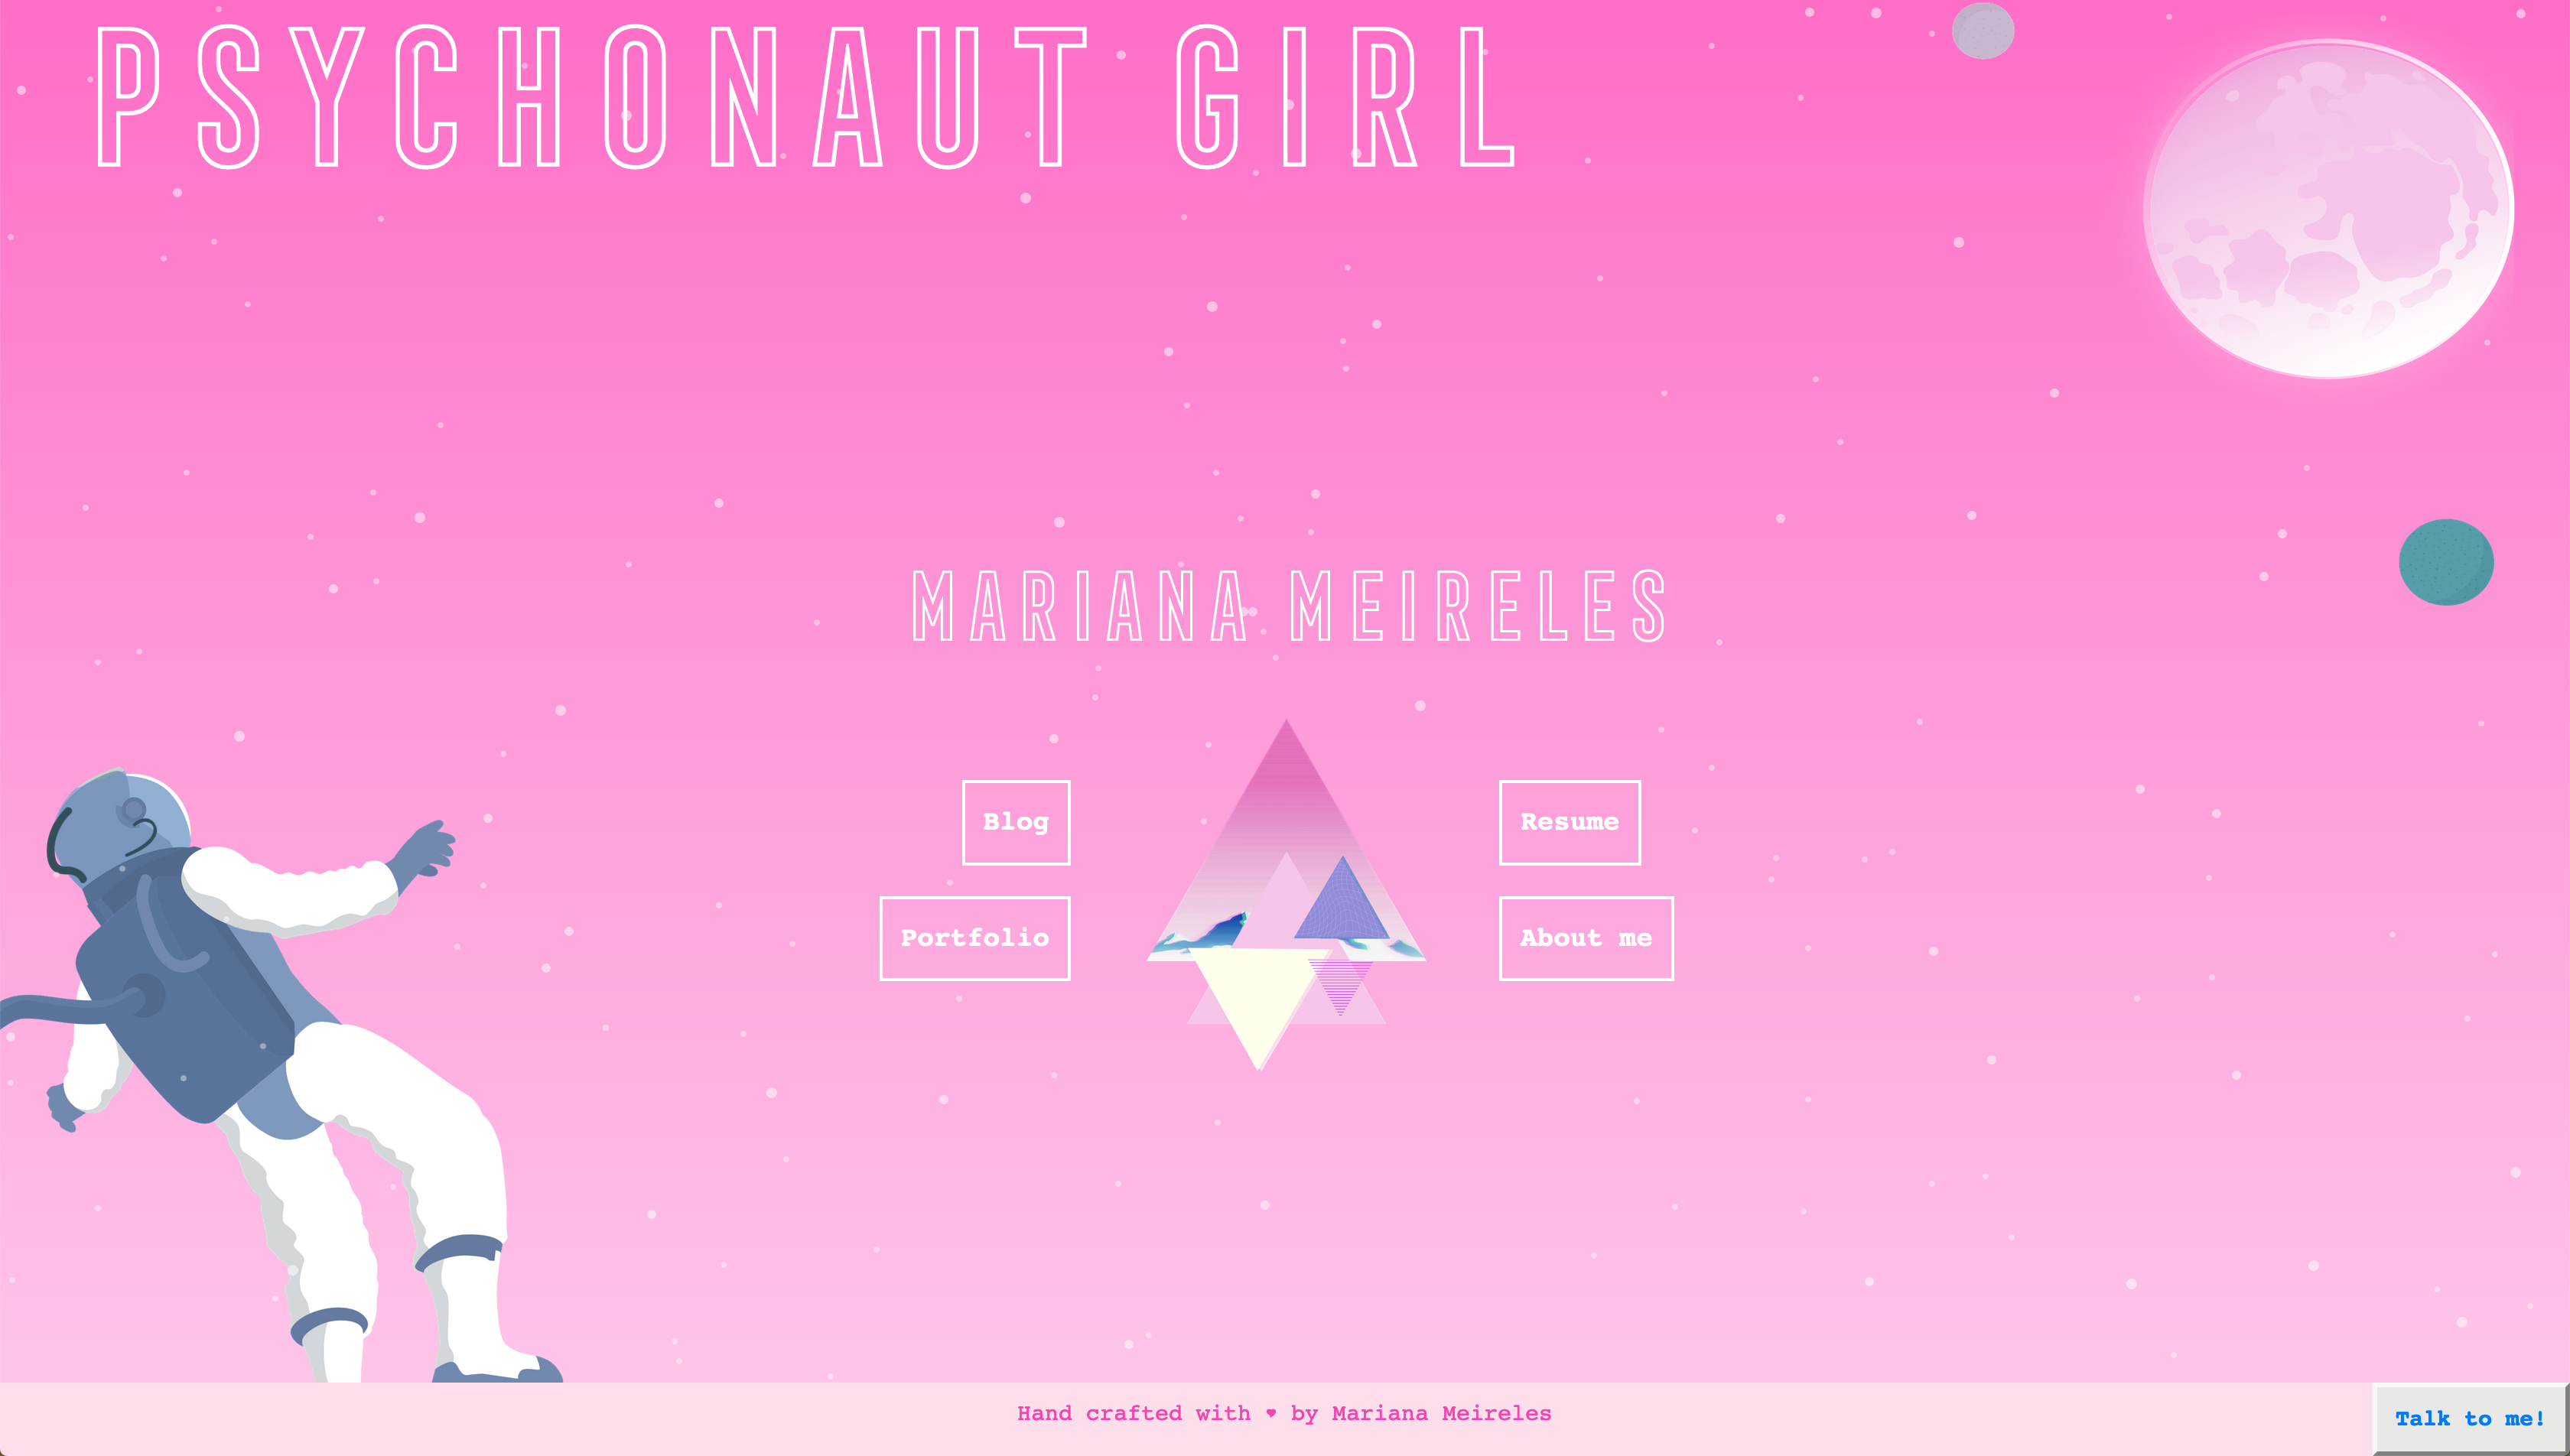 PSYCHONAUT GIRL
MARIANA MEIRELES
Blog
Resume
Portfolio
About me
Hand crafted with ♥ by Mariana Meireles
Talk to me!